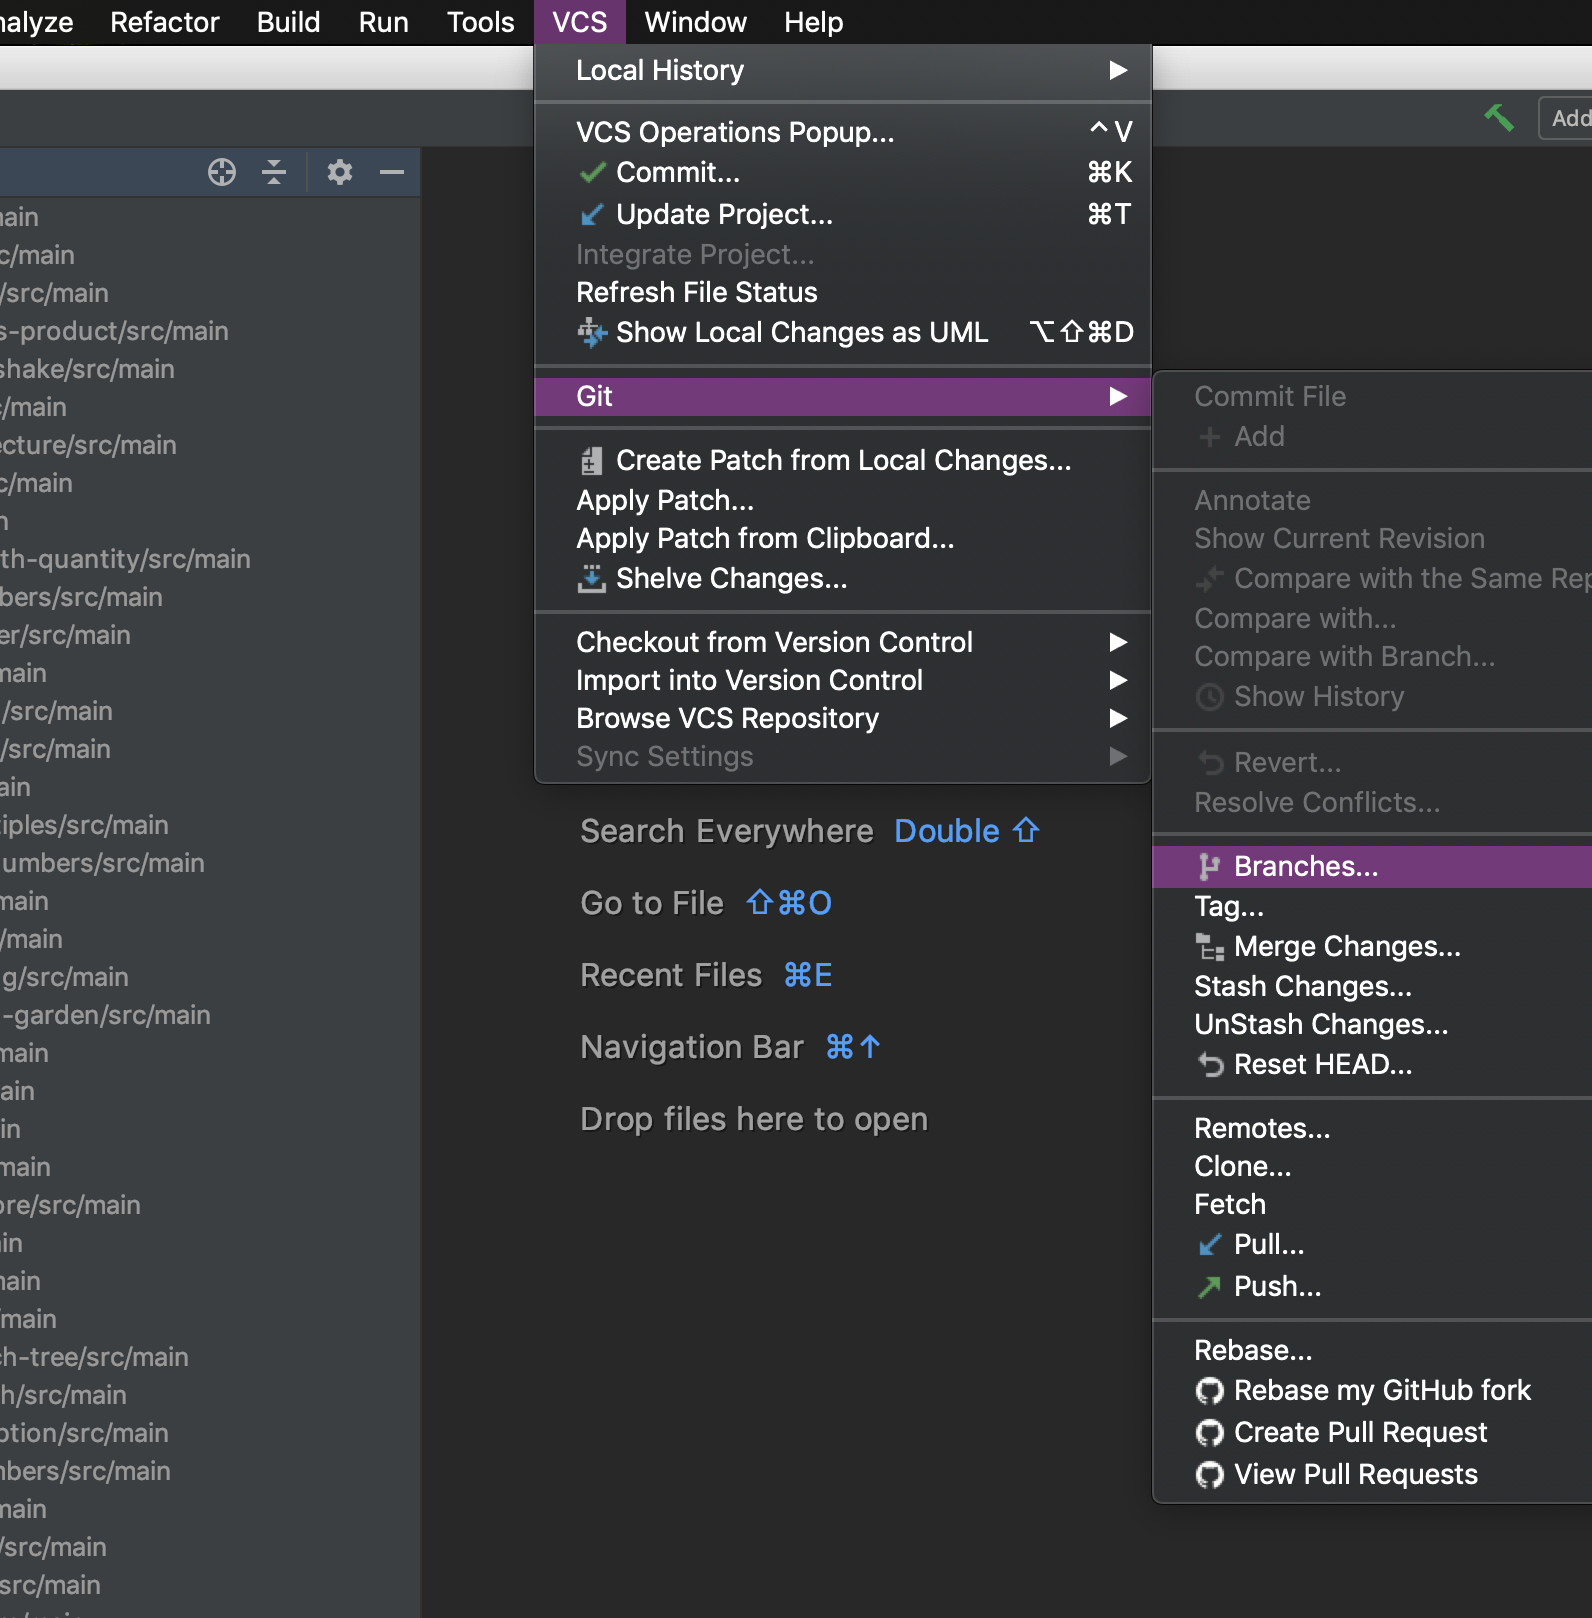 nalyze Refactor Build Run Tools VCS Window Help
Add
Local History
VCS Operations Popup... ^V
Commit... ⌘K
Update Project... ⌘T
Integrate Project...
Refresh File Status
Show Local Changes as UML ⌥⇧⌘D
Git
Create Patch from Local Changes...
Apply Patch...
Apply Patch from Clipboard...
Shelve Changes...
Checkout from Version Control
Import into Version Control
Browse VCS Repository
Sync Settings
Commit File
Add
Annotate
Show Current Revision
Compare with the Same Rep
Compare with...
Compare with Branch...
Show History
Revert...
Resolve Conflicts...
Branches...
Tag...
Merge Changes...
Stash Changes...
UnStash Changes...
Reset HEAD...
Remotes...
Clone...
Fetch
Pull...
Push...
Rebase...
Rebase my GitHub fork
Create Pull Request
View Pull Requests
Search Everywhere Double ⇧
Go to File ⇧⌘O
Recent Files ⌘E
Navigation Bar ⌘↑
Drop files here to open
ain
c/main
/src/main
s-product/src/main
shake/src/main
/main
ecture/src/main
c/main
n
th-quantity/src/main
bers/src/main
er/src/main
main
/src/main
/src/main
ain
iples/src/main
umbers/src/main
main
/main
g/src/main
-garden/src/main
main
ain
in
main
ore/src/main
in
main
/main
ch-tree/src/main
h/src/main
ption/src/main
nbers/src/main
main
/src/main
src/main